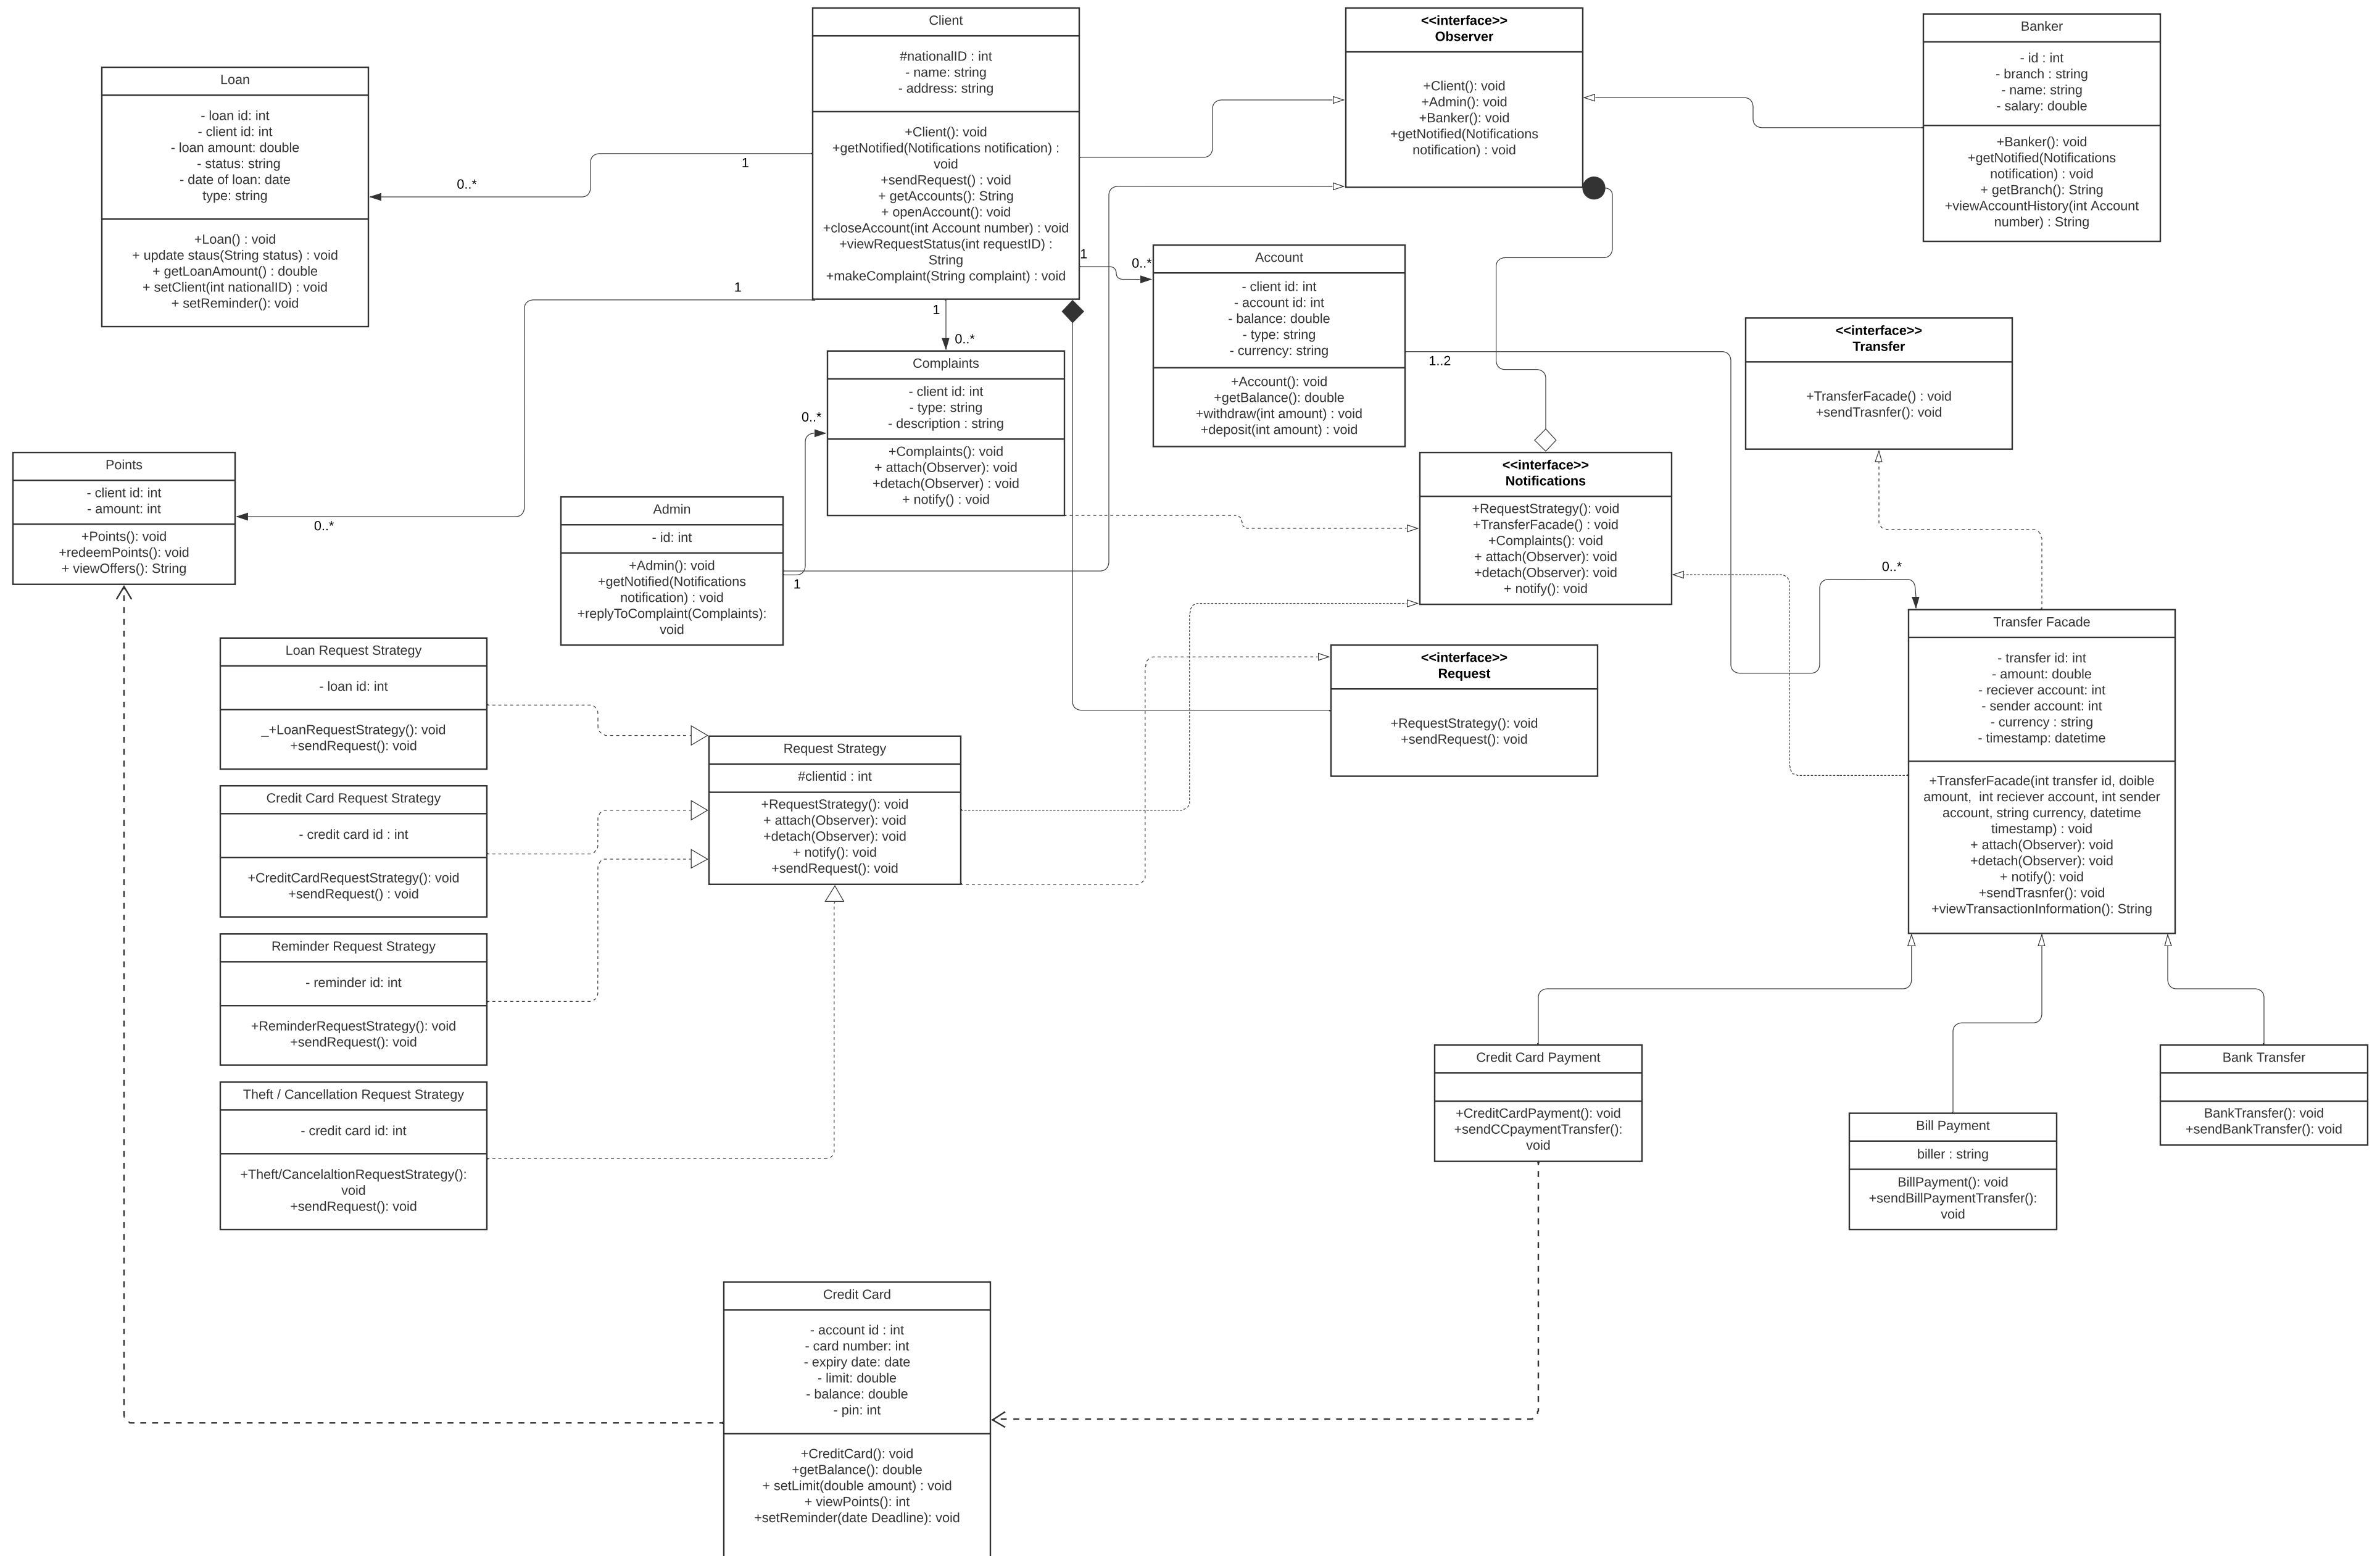 Client
#nationalID : int
- name: string
- address: string
+Client(): void
+getNotified(Notifications notification) :
void
+sendRequest() : void
+ getAccounts(): String
+ openAccount(): void
+closeAccount(int Account number) : void
+viewRequestStatus(int requestID) :
String
+makeComplaint(String complaint) : void
<<interface>>
Observer
+Client(): void
+Admin(): void
+Banker(): void
+getNotified(Notifications
notification) : void
Banker
- id : int
- branch : string
- name: string
- salary: double
+Banker(): void
+getNotified(Notifications
notification) : void
+ getBranch(): String
+viewAccountHistory(int Account
number) : String
Loan
- loan id: int
- client id: int
- loan amount: double
- status: string
- date of loan: date
type: string
+Loan() : void
+ update staus(String status) : void
+ getLoanAmount() : double
+ setClient(int nationalID) : void
+ setReminder(): void
1
0..*
1
0..*
1
0..*
1
0..*
Account
- client id: int
- account id: int
- balance: double
- type: string
- currency: string
+Account(): void
+getBalance(): double
+withdraw(int amount) : void
+deposit(int amount) : void
1..2
<<interface>>
Transfer
+TransferFacade() : void
+sendTrasnfer(): void
Complaints
- client id: int
- type: string
- description : string
+Complaints(): void
+ attach(Observer): void
+detach(Observer) : void
+ notify() : void
0..*
1
Points
- client id: int
- amount: int
+Points(): void
+redeemPoints(): void
+ viewOffers(): String
Admin
- id: int
+Admin(): void
+getNotified(Notifications
notification) : void
+replyToComplaint(Complaints):
void
<<interface>>
Notifications
+RequestStrategy(): void
+TransferFacade() : void
+Complaints(): void
+ attach(Observer): void
+detach(Observer): void
+ notify(): void
0..*
Transfer Facade
- transfer id: int
- amount: double
- reciever account: int
- sender account: int
- currency : string
- timestamp: datetime
+TransferFacade(int transfer id, doible
amount,  int reciever account, int sender
account, string currency, datetime
timestamp) : void
+ attach(Observer): void
+detach(Observer): void
+ notify(): void
+sendTrasnfer(): void
+viewTransactionInformation(): String
<<interface>>
Request
+RequestStrategy(): void
+sendRequest(): void
Loan Request Strategy
- loan id: int
_+LoanRequestStrategy(): void
+sendRequest(): void
Request Strategy
#clientid : int
+RequestStrategy(): void
+ attach(Observer): void
+detach(Observer): void
+ notify(): void
+sendRequest(): void
Credit Card Request Strategy
- credit card id : int
+CreditCardRequestStrategy(): void
+sendRequest() : void
Reminder Request Strategy
- reminder id: int
+ReminderRequestStrategy(): void
+sendRequest(): void
Theft / Cancellation Request Strategy
- credit card id: int
+Theft/CancelaltionRequestStrategy():
void
+sendRequest(): void
Credit Card Payment
+CreditCardPayment(): void
+sendCCpaymentTransfer():
void
Bill Payment
biller : string
BillPayment(): void
+sendBillPaymentTransfer():
void
Bank Transfer
BankTransfer(): void
+sendBankTransfer(): void
Credit Card
- account id : int
- card number: int
- expiry date: date
- limit: double
- balance: double
- pin: int
+CreditCard(): void
+getBalance(): double
+ setLimit(double amount) : void
+ viewPoints(): int
+setReminder(date Deadline): void